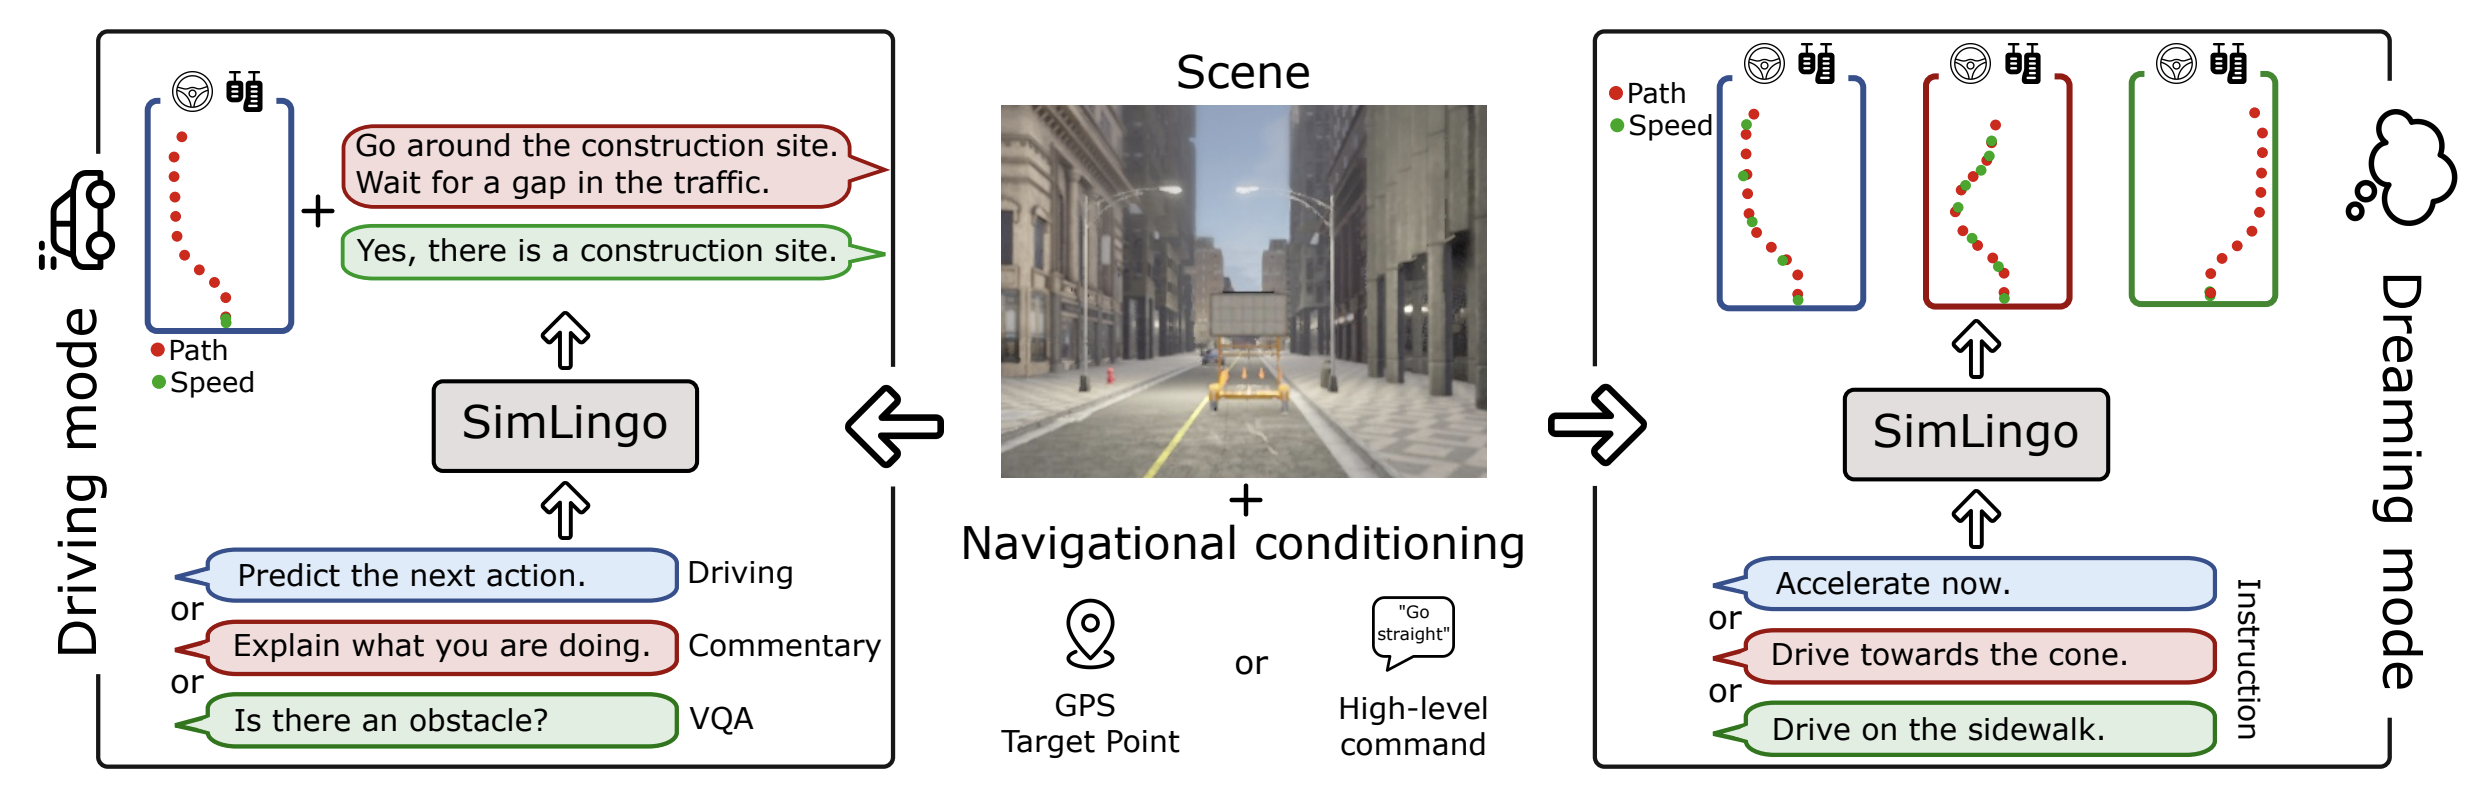 Driving mode
Go around the construction site.
Wait for a gap in the traffic.
Yes, there is a construction site.
Path
Speed
SimLingo
Predict the next action.
Driving
or
Explain what you are doing.
Commentary
or
Is there an obstacle?
VQA
Scene
+
Navigational conditioning
GPS
Target Point
or
"Go
straight"
High-level
command
Path
Speed
SimLingo
Accelerate now.
or
Drive towards the cone.
or
Drive on the sidewalk.
Instruction
Dreaming mode